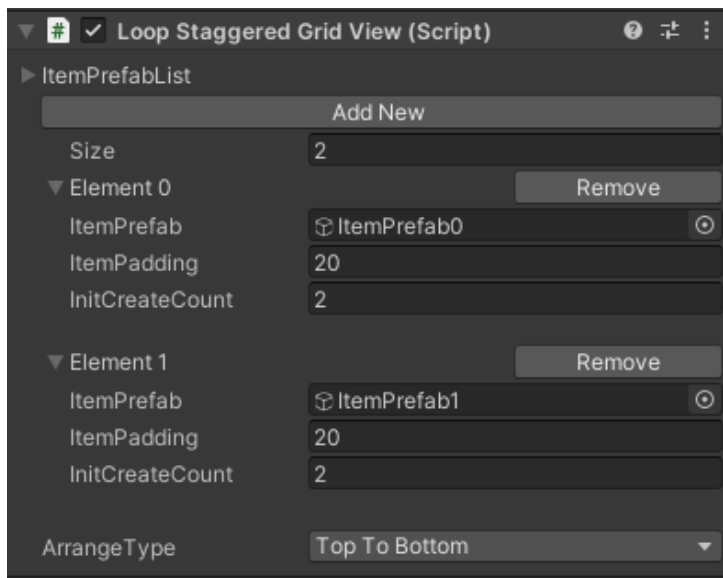 # Loop Staggered Grid View (Script)
ItemPrefabList
Add New
Size 2
Element 0 Remove
ItemPrefab ItemPrefab0
ItemPadding 20
InitCreateCount 2
Element 1 Remove
ItemPrefab ItemPrefab1
ItemPadding 20
InitCreateCount 2
ArrangeType Top To Bottom